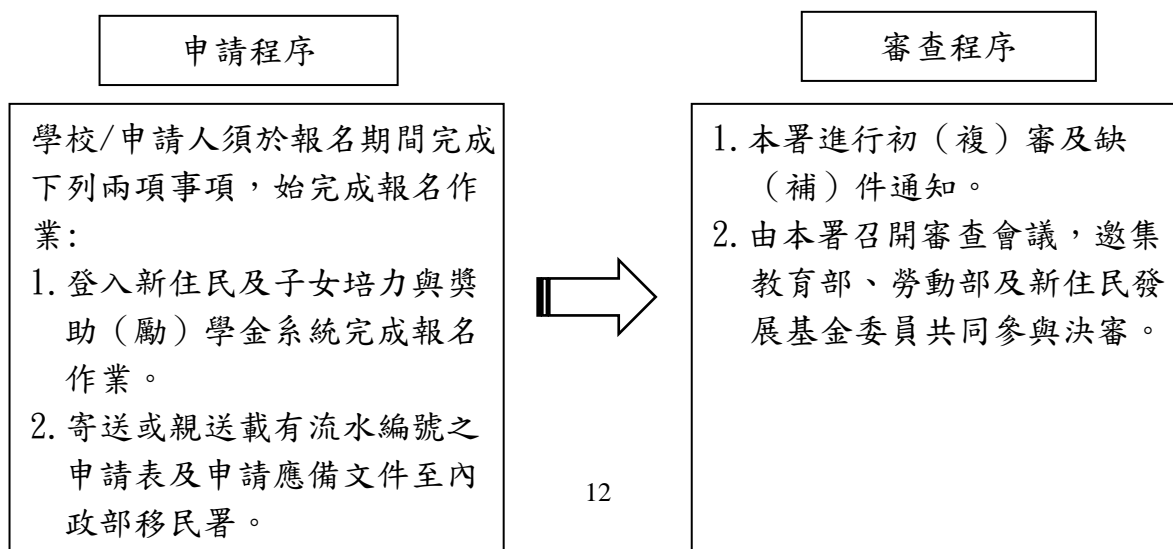 申請程序
學校/申請人須於報名期間完成
下列兩項事項，始完成報名作
業:
1.登入新住民及子女培力與獎
助（勵）學金系統完成報名
作業。
2.寄送或親送載有流水編號之
申請表及申請應備文件至內
政部移民署。
審查程序
1.本署進行初（複）審及缺
（補）件通知。
2.由本署召開審查會議，邀集
教育部、勞動部及新住民發
展基金委員共同參與決審。
12